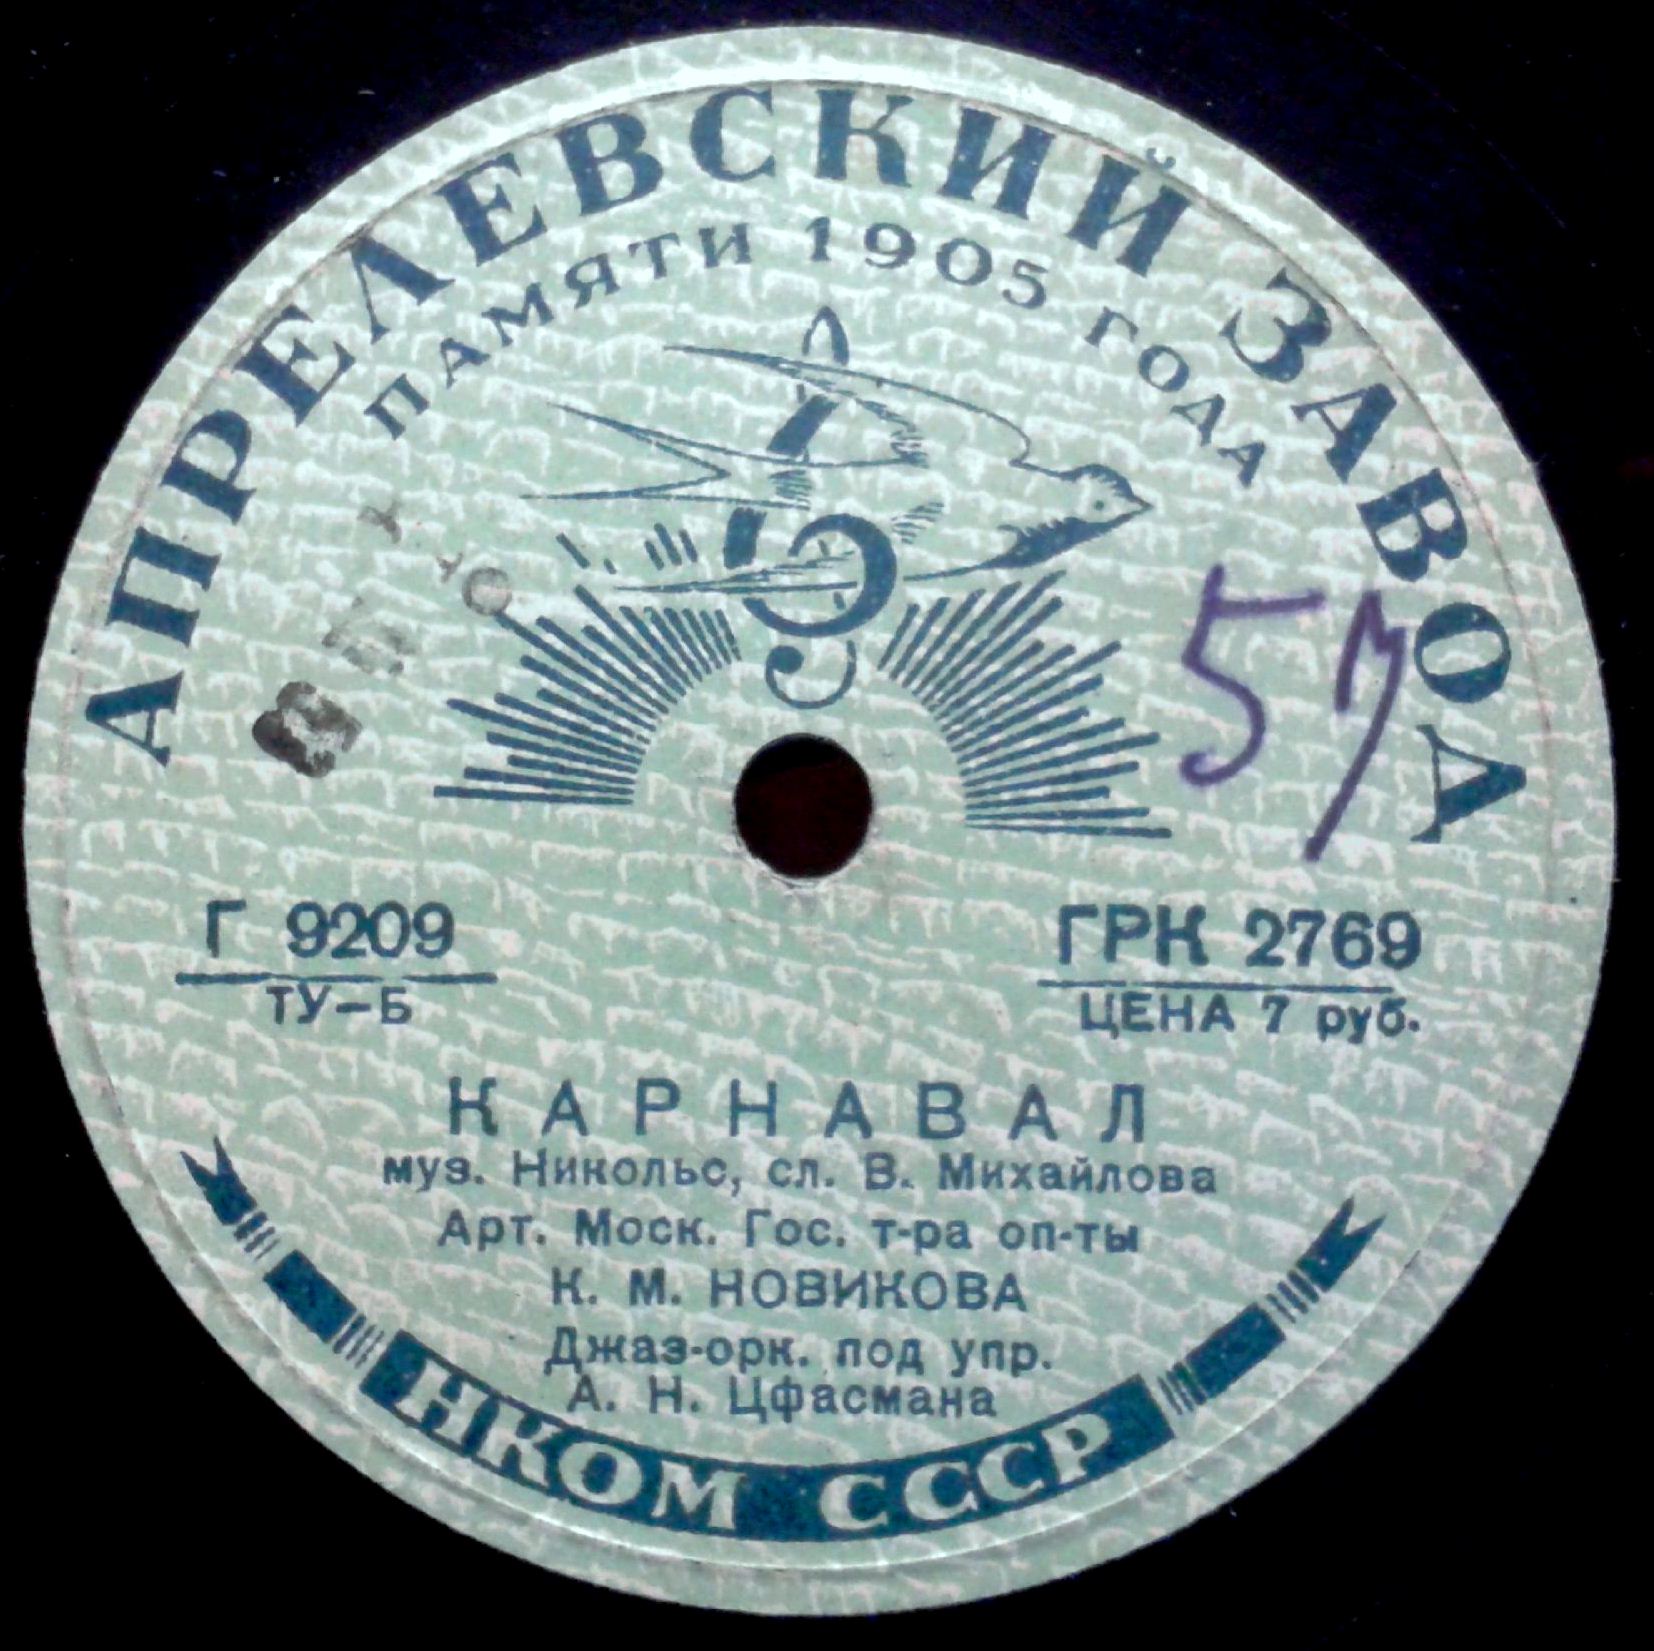 АПРЕЛЕВСКИЙ ЗАВОД
ПАМЯТИ 1905 ГОДА
57
Г 9209
ТУ-Б
ГРК 2769
ЦЕНА 7 руб.
КАРНАВАЛ
муз. Никольс, сл. В. Михайлова
Арт. Моск. Гос. т-ра оп-ты
К. М. НОВИКОВА
Джаз-орк. под упр.
А. Н. Цфасмана
НКОМ СССР